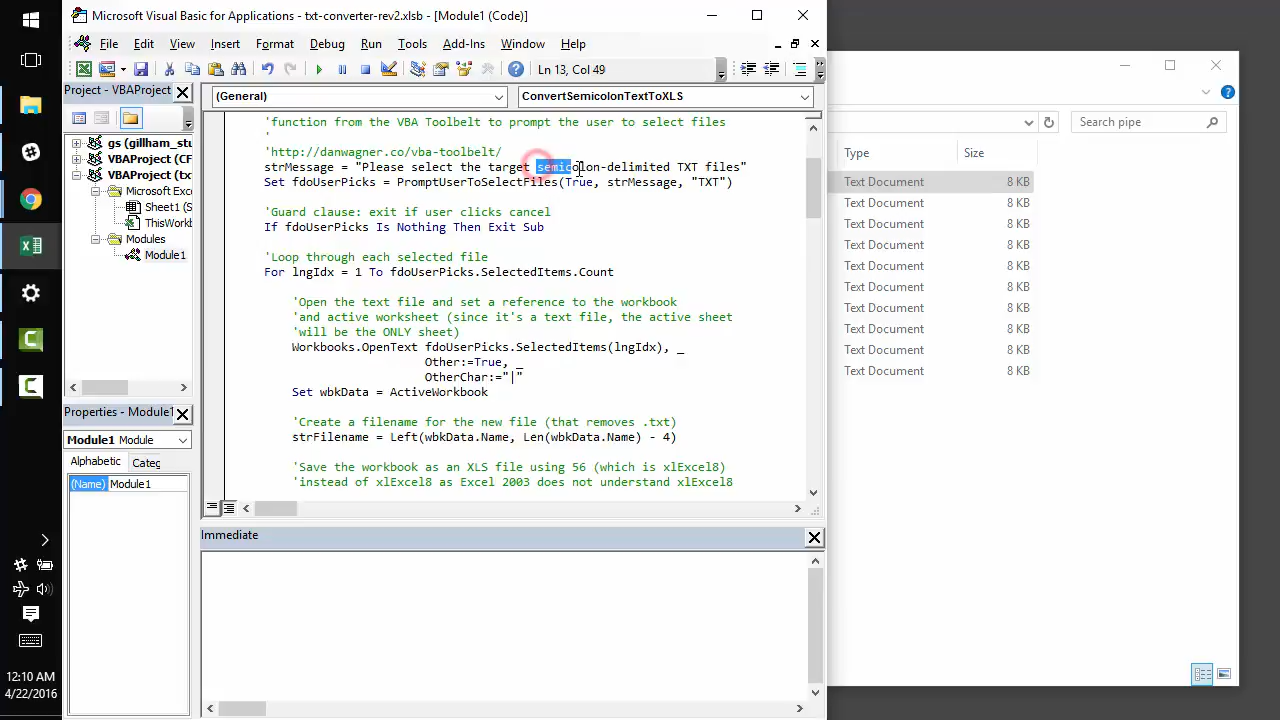 Microsoft Visual Basic for Applications - txt-converter-rev2.xlsb - [Module1 (Code)]
File Edit View Insert Format Debug Run Tools Add-Ins Window Help
Ln 13, Col 49
Project - VBAProject
(General)
ConvertSemicolonTextToXLS
gs (gillham_stu
VBAProject (CF
VBAProject (txt
Microsoft Exce
Sheet1 (S
ThisWorkb
Modules
Module1
Properties - Module1
Module1 Module
Alphabetic Categ
(Name) Module1
'function from the VBA Toolbelt to prompt the user to select files
'
'http://danwagner.co/vba-toolbelt/
strMessage = "Please select the target semicolon-delimited TXT files"
Set fdoUserPicks = PromptUserToSelectFiles(True, strMessage, "TXT")
'Guard clause: exit if user clicks cancel
If fdoUserPicks Is Nothing Then Exit Sub
'Loop through each selected file
For lngIdx = 1 To fdoUserPicks.SelectedItems.Count
'Open the text file and set a reference to the workbook
'and active worksheet (since it's a text file, the active sheet
'will be the ONLY sheet)
Workbooks.OpenText fdoUserPicks.SelectedItems(lngIdx), _
Other:=True, _
OtherChar:="|"
Set wbkData = ActiveWorkbook
'Create a filename for the new file (that removes .txt)
strFilename = Left(wbkData.Name, Len(wbkData.Name) - 4)
'Save the workbook as an XLS file using 56 (which is xlExcel8)
'instead of xlExcel8 as Excel 2003 does not understand xlExcel8
Immediate
Search pipe
Type Size
Text Document 8 KB
Text Document 8 KB
Text Document 8 KB
Text Document 8 KB
Text Document 8 KB
Text Document 8 KB
Text Document 8 KB
Text Document 8 KB
Text Document 8 KB
Text Document 8 KB
12:10 AM
4/22/2016